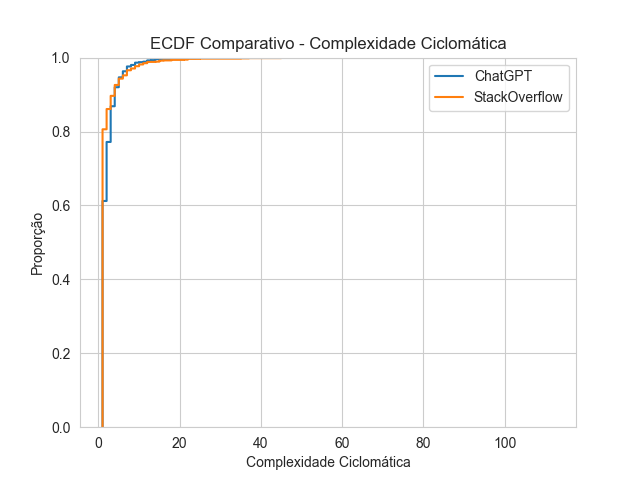 ECDF Comparativo - Complexidade Ciclomática
1.0
0.8
0.6
0.4
0.2
0.0
Proporção
ChatGPT
StackOverflow
0 20 40 60 80 100
Complexidade Ciclomática